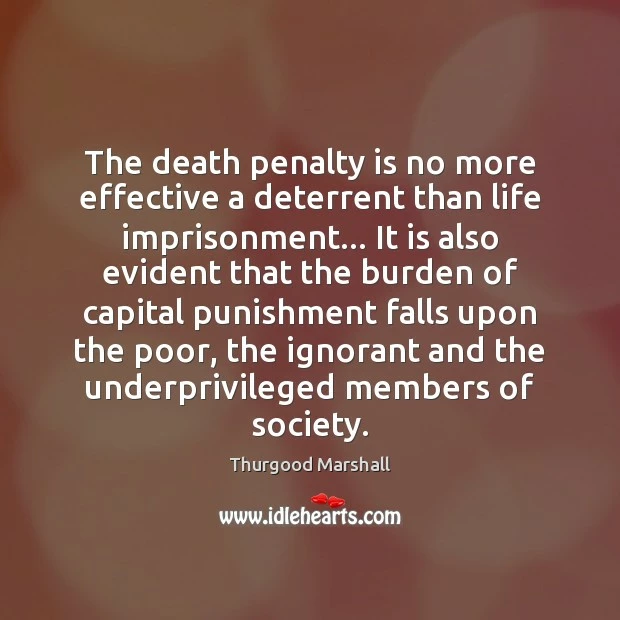 The death penalty is no more
effective a deterrent than life
imprisonment... It is also
evident that the burden of
capital punishment falls upon
the poor, the ignorant and the
underprivileged members of
society.
Thurgood Marshall
www.idlehearts.com